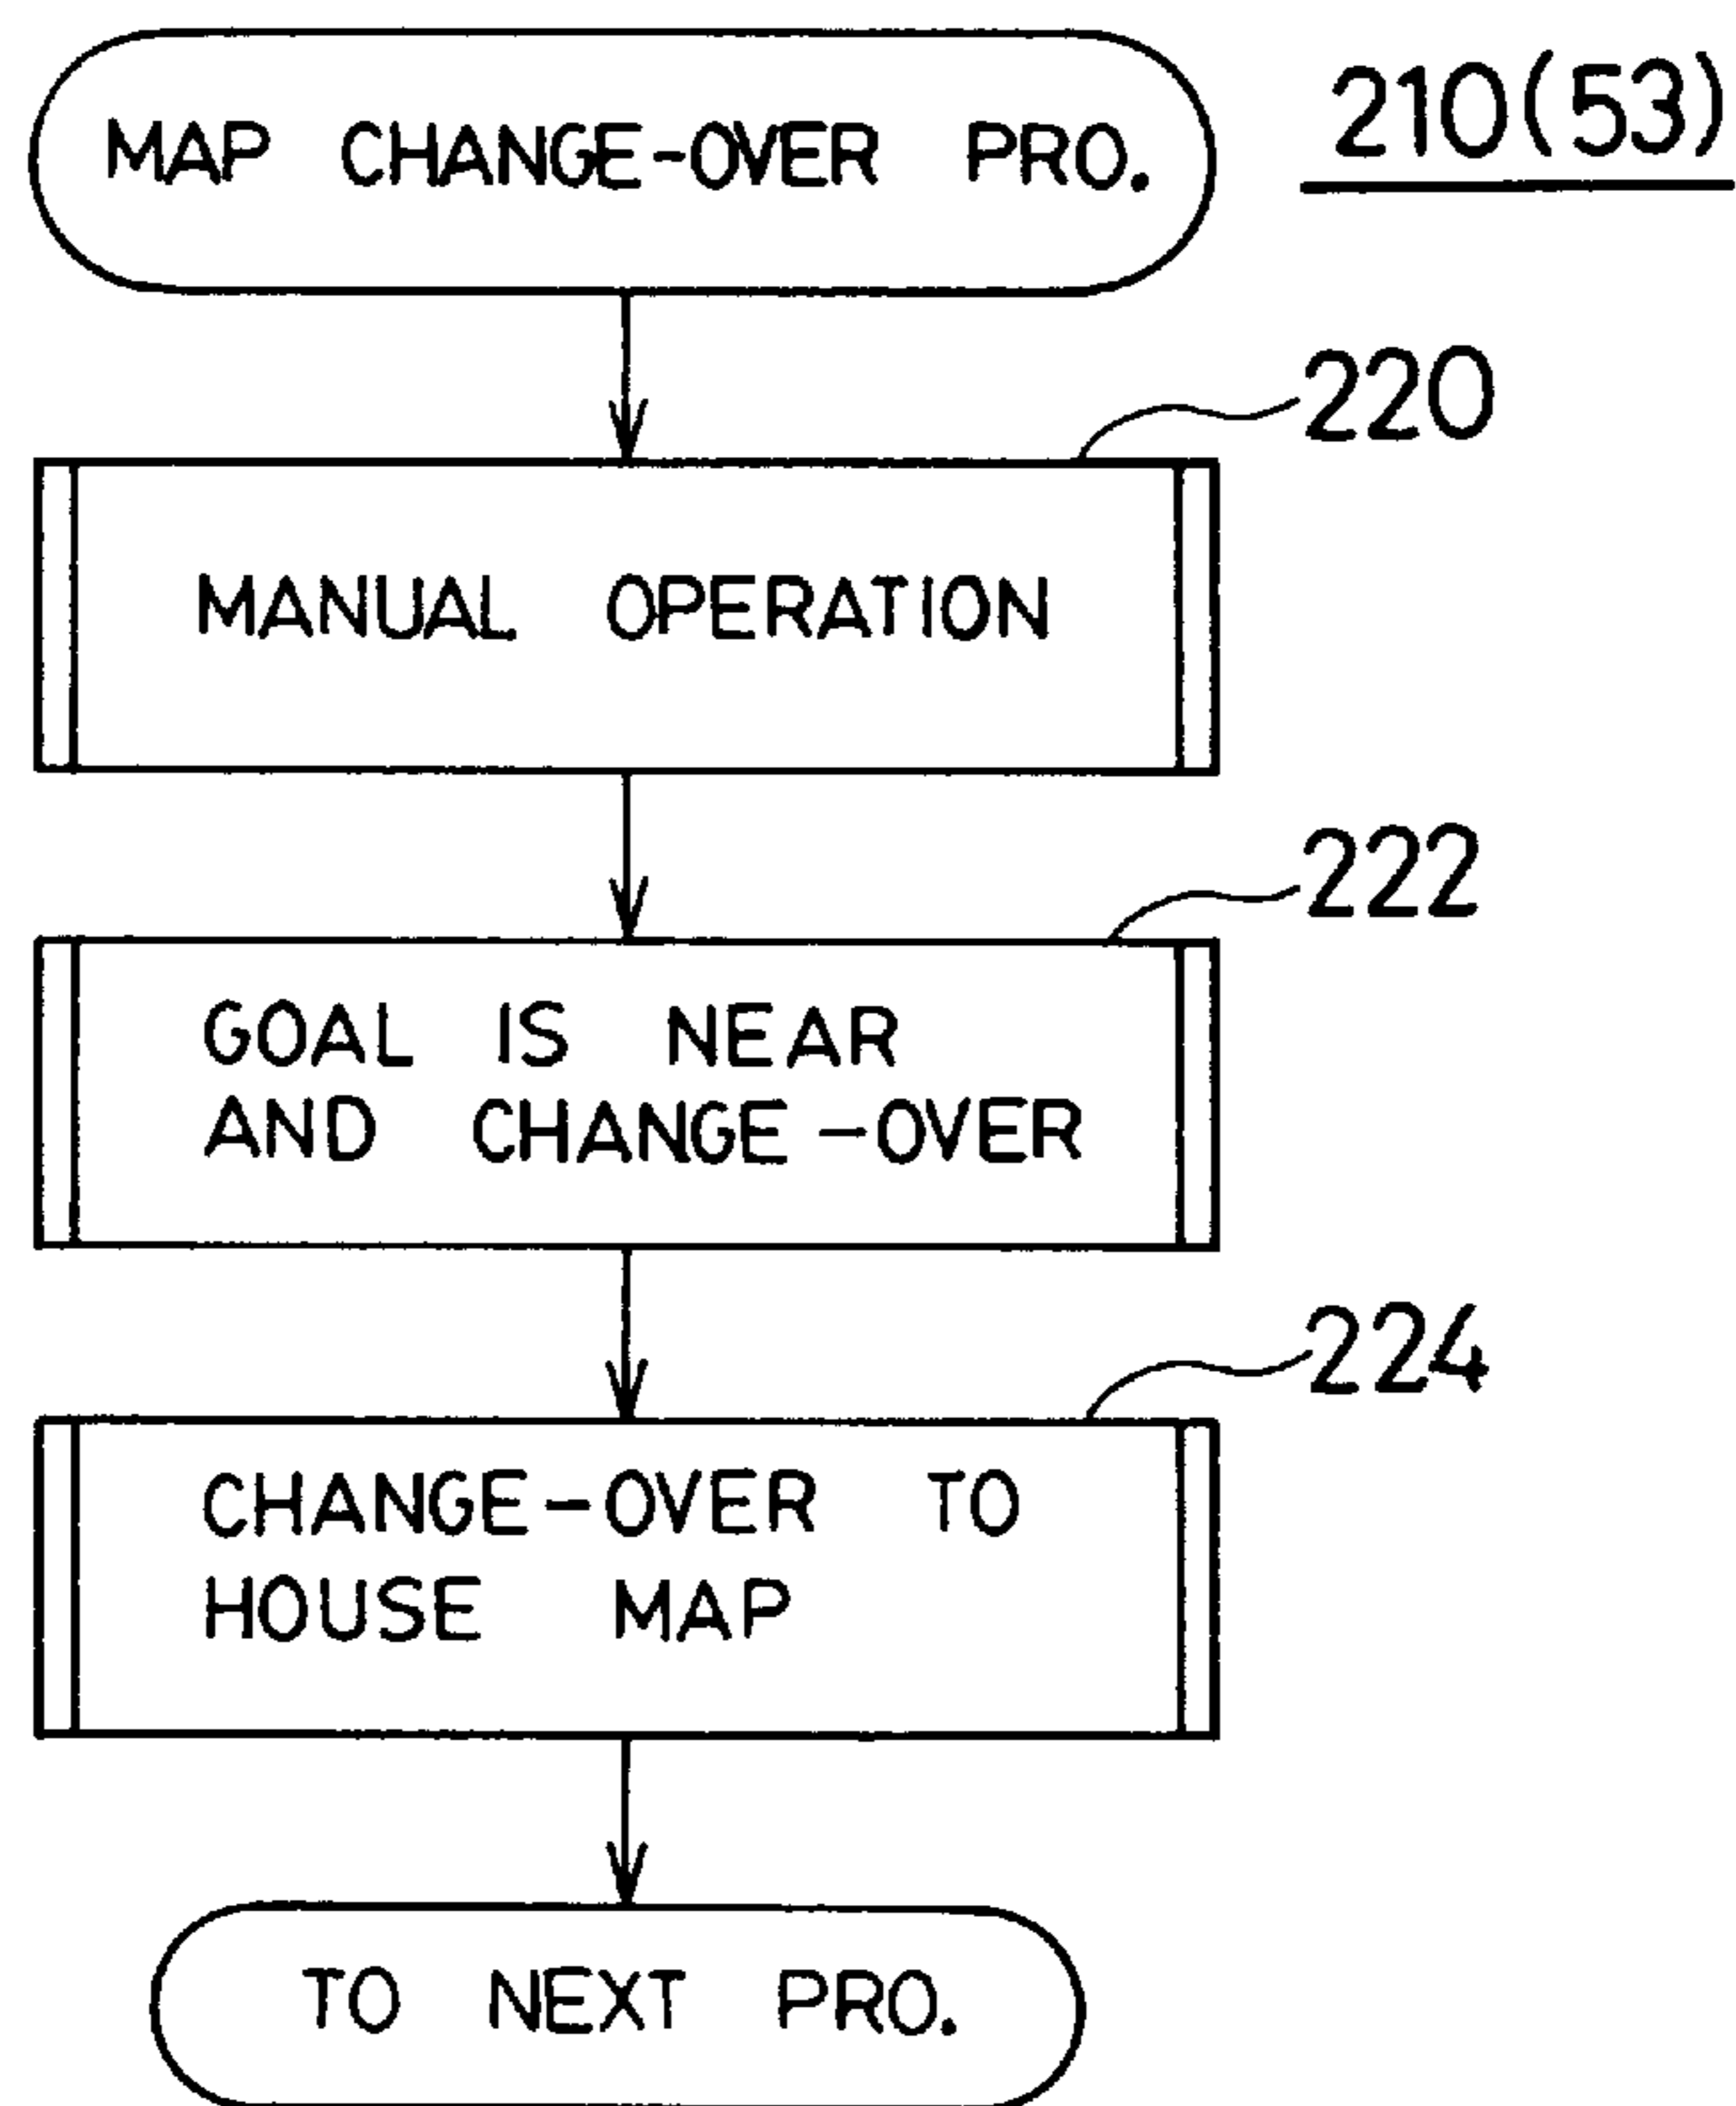 MAP CHANGE-OVER PRO.
210(53)
220
MANUAL OPERATION
222
GOAL IS NEAR
AND CHANGE-OVER
224
CHANGE-OVER TO
HOUSE MAP
TO NEXT PRO.